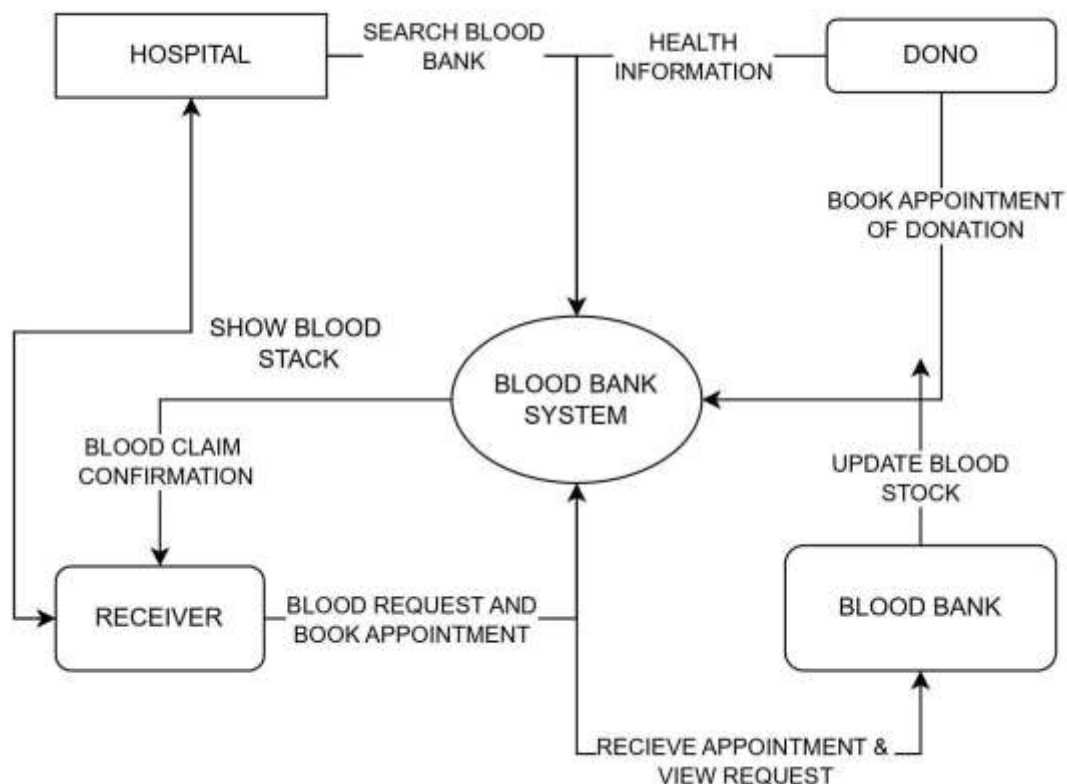 HOSPITAL
SEARCH BLOOD
BANK
HEALTH
INFORMATION
DONO
BOOK APPOINTMENT
OF DONATION
SHOW BLOOD
STACK
BLOOD BANK
SYSTEM
BLOOD CLAIM
CONFIRMATION
UPDATE BLOOD
STOCK
RECEIVER
BLOOD REQUEST AND
BOOK APPOINTMENT
BLOOD BANK
RECIEVE APPOINTMENT &
VIEW REQUEST